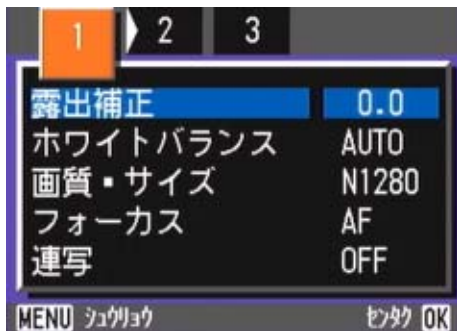 1 2 3
露出補正 0.0
ホワイトバランス AUTO
画質・サイズ N1280
フォーカス AF
連写 OFF
MENU シュウリョウ センタク OK